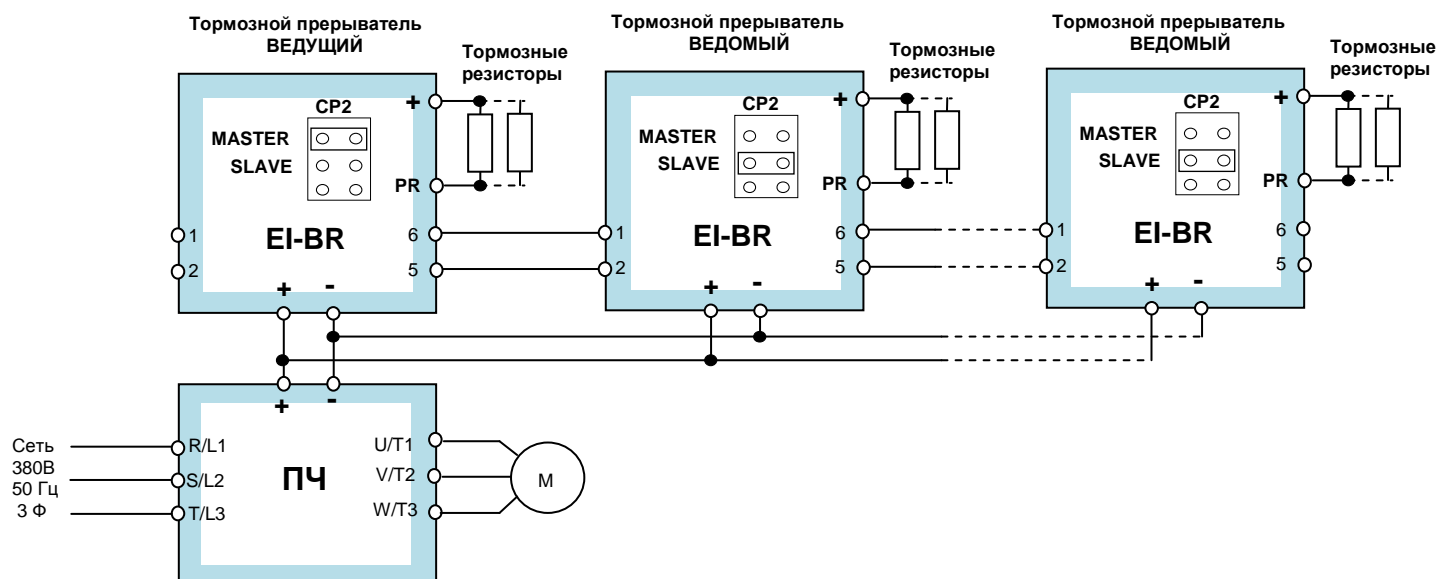 Тормозной прерыватель
ВЕДУЩИЙ
Тормозные
резисторы
CP2
MASTER
SLAVE
+
PR
1
2
EI-BR
6
5
+
-
Тормозной прерыватель
ВЕДОМЫЙ
Тормозные
резисторы
CP2
MASTER
SLAVE
+
PR
1
2
EI-BR
6
5
+
-
Тормозной прерыватель
ВЕДОМЫЙ
Тормозные
резисторы
CP2
MASTER
SLAVE
+
PR
1
2
EI-BR
6
5
+
-
+
-
Сеть
380В
50 Гц
3 Ф
R/L1
S/L2
T/L3
ПЧ
U/T1
V/T2
W/T3
М